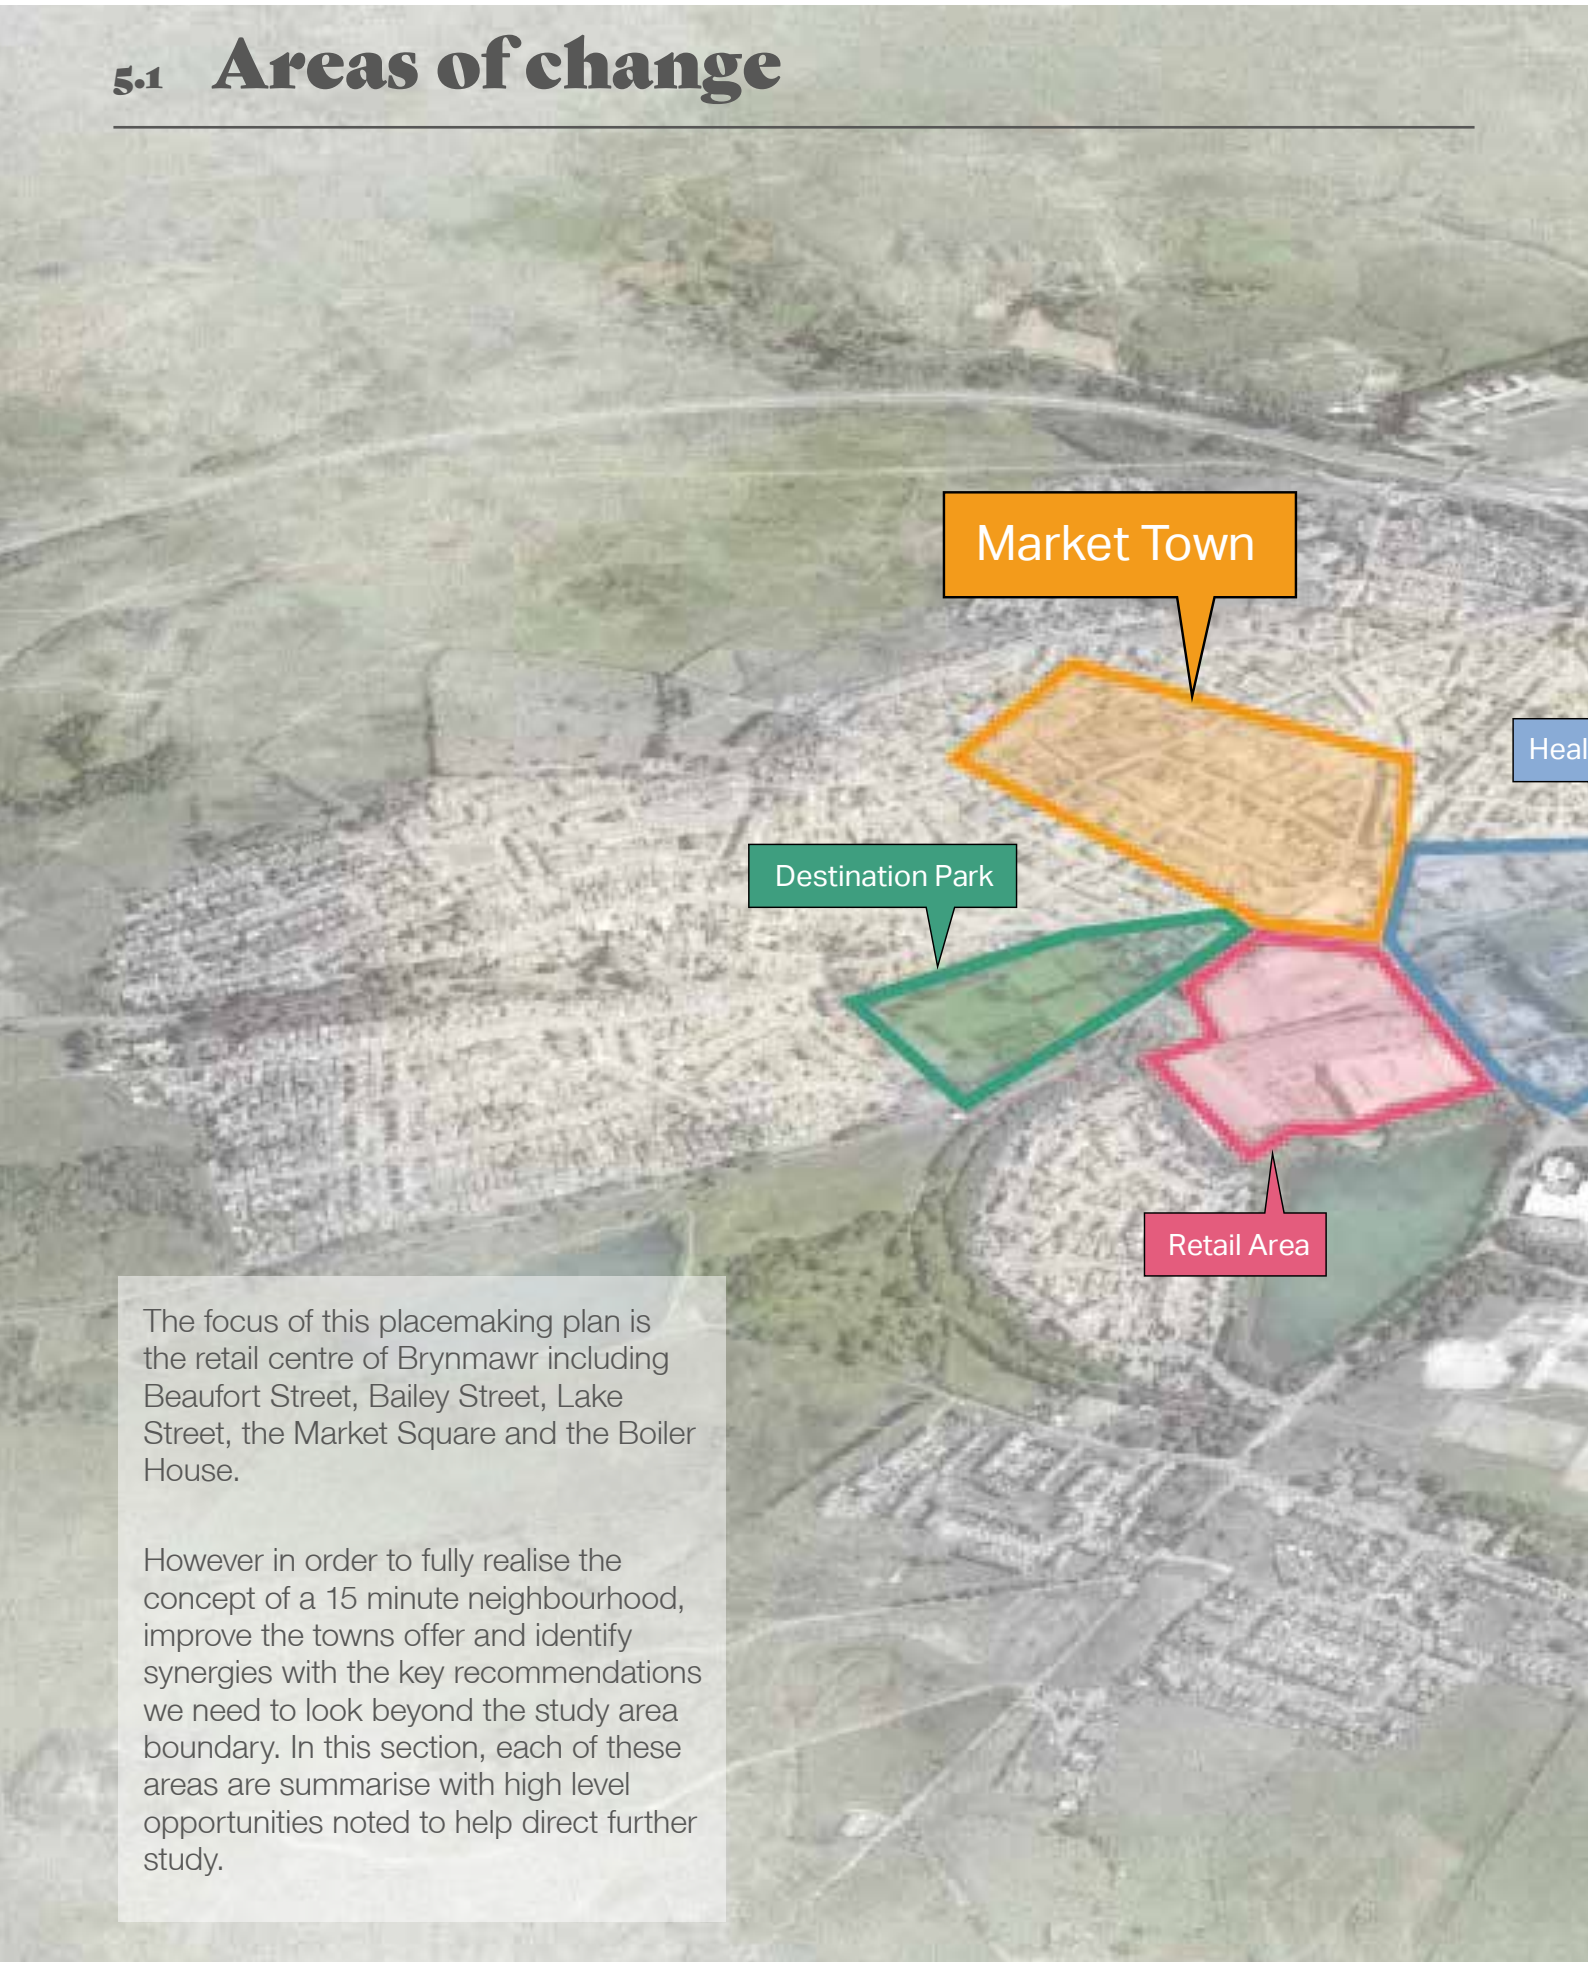 5.1 Areas of change
Market Town
Heal
Destination Park
Retail Area
The focus of this placemaking plan is
the retail centre of Brynmawr including
Beaufort Street, Bailey Street, Lake
Street, the Market Square and the Boiler
House.
However in order to fully realise the
concept of a 15 minute neighbourhood,
improve the towns offer and identify
synergies with the key recommendations
we need to look beyond the study area
boundary. In this section, each of these
areas are summarise with high level
opportunities noted to help direct further
study.